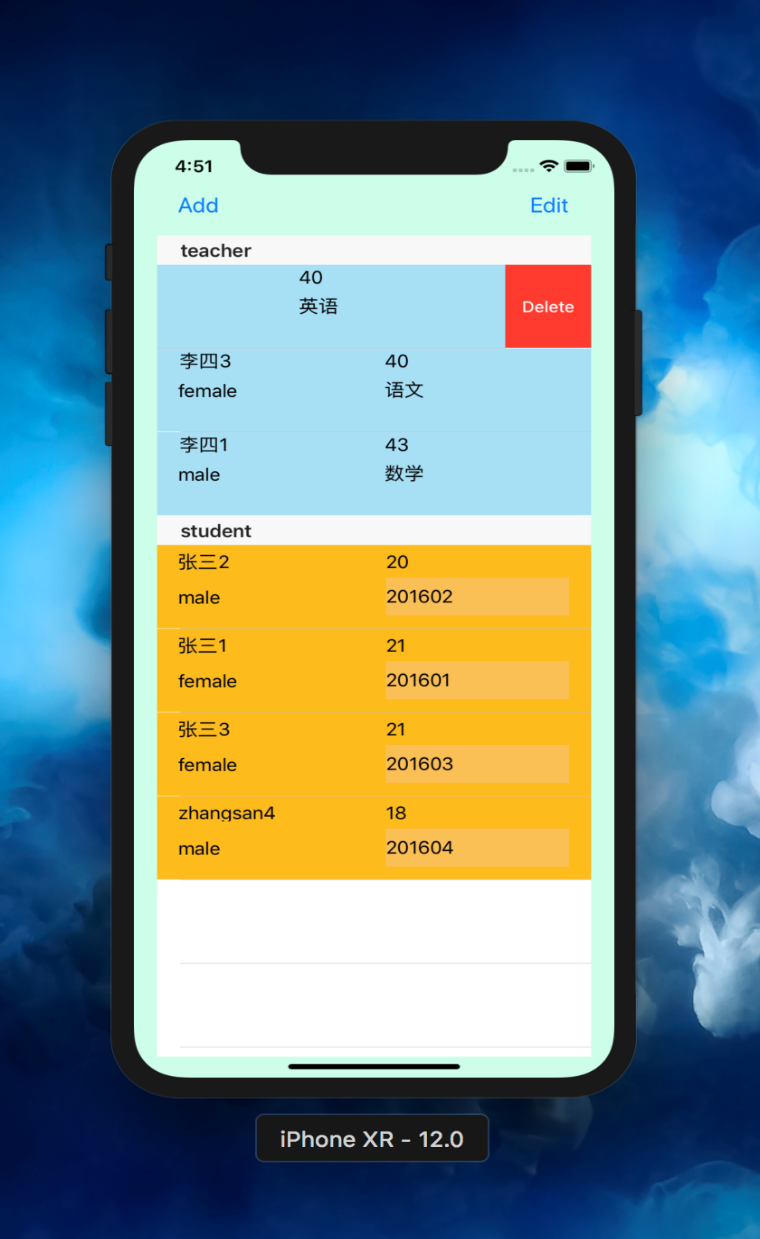 4:51
Add Edit
teacher
40
英语
Delete
李四3 40
female 语文
李四1 43
male 数学
student
张三2 20
male 201602
张三1 21
female 201601
张三3 21
female 201603
zhangsan4 18
male 201604
iPhone XR - 12.0